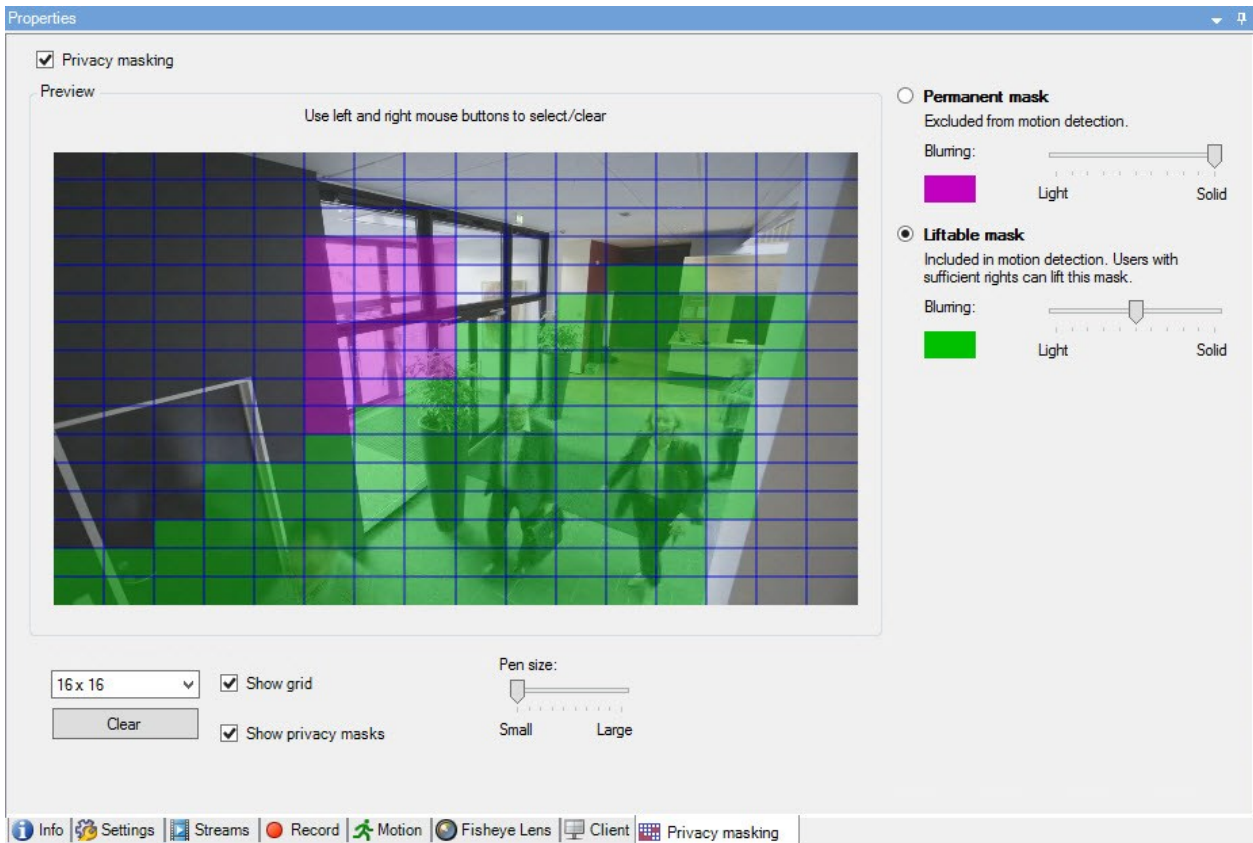 Properties
Privacy masking
Preview
Use left and right mouse buttons to select/clear
Permanent mask
Excluded from motion detection.
Blurring:
Light Solid
Liftable mask
Included in motion detection. Users with
sufficient rights can lift this mask.
Blurring:
Light Solid
16 x 16
Show grid
Clear
Show privacy masks
Pen size:
Small Large
Info Settings Streams Record Motion Fisheye Lens Client Privacy masking